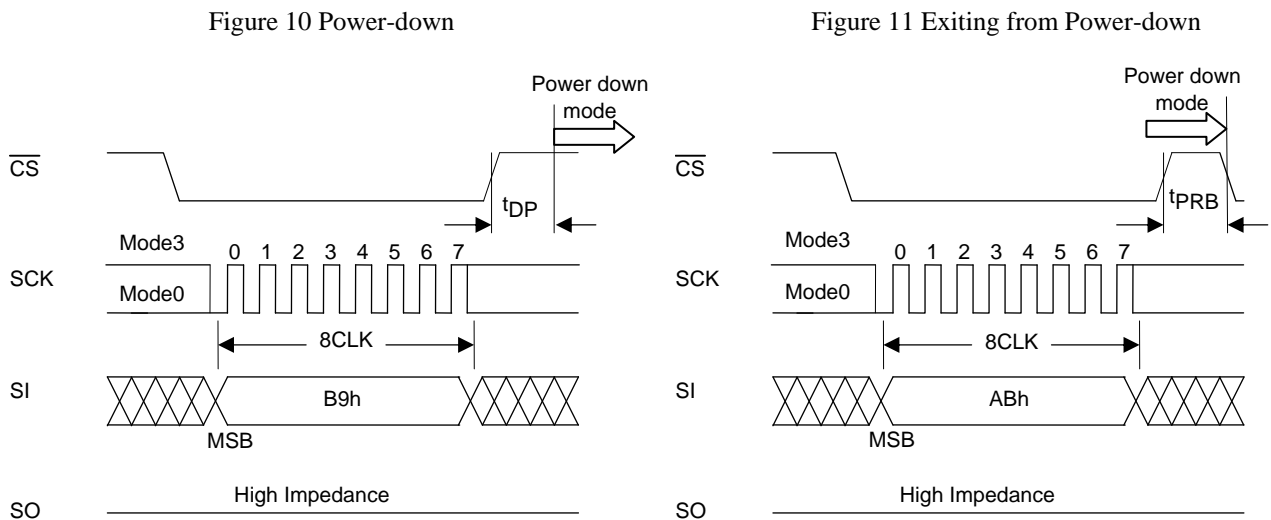 Figure 10 Power-down
Power down
mode
CS
tDP
Mode3
0 1 2 3 4 5 6 7
SCK
Mode0
8CLK
SI
B9h
MSB
High Impedance
SO
Figure 11 Exiting from Power-down
Power down
mode
CS
tPRB
Mode3
0 1 2 3 4 5 6 7
SCK
Mode0
8CLK
SI
ABh
MSB
High Impedance
SO